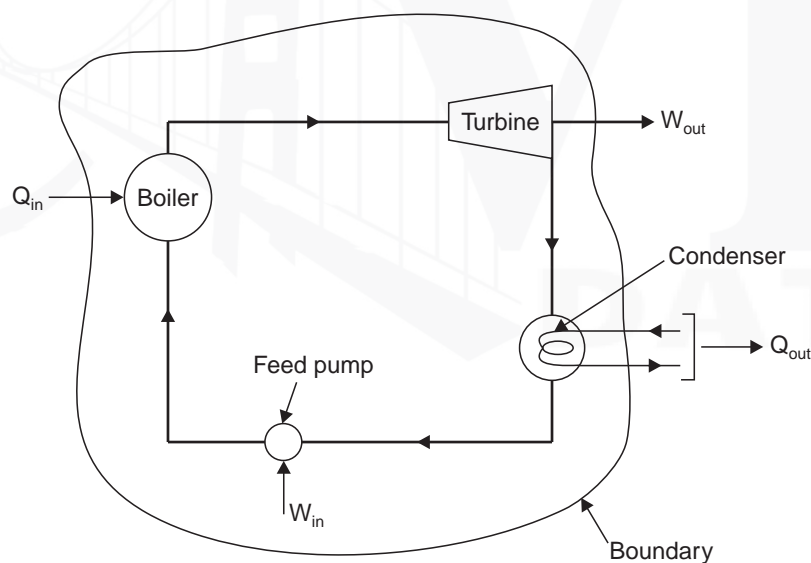 Turbine
W_out
Q_in
Boiler
Condenser
Q_out
Feed pump
W_in
Boundary